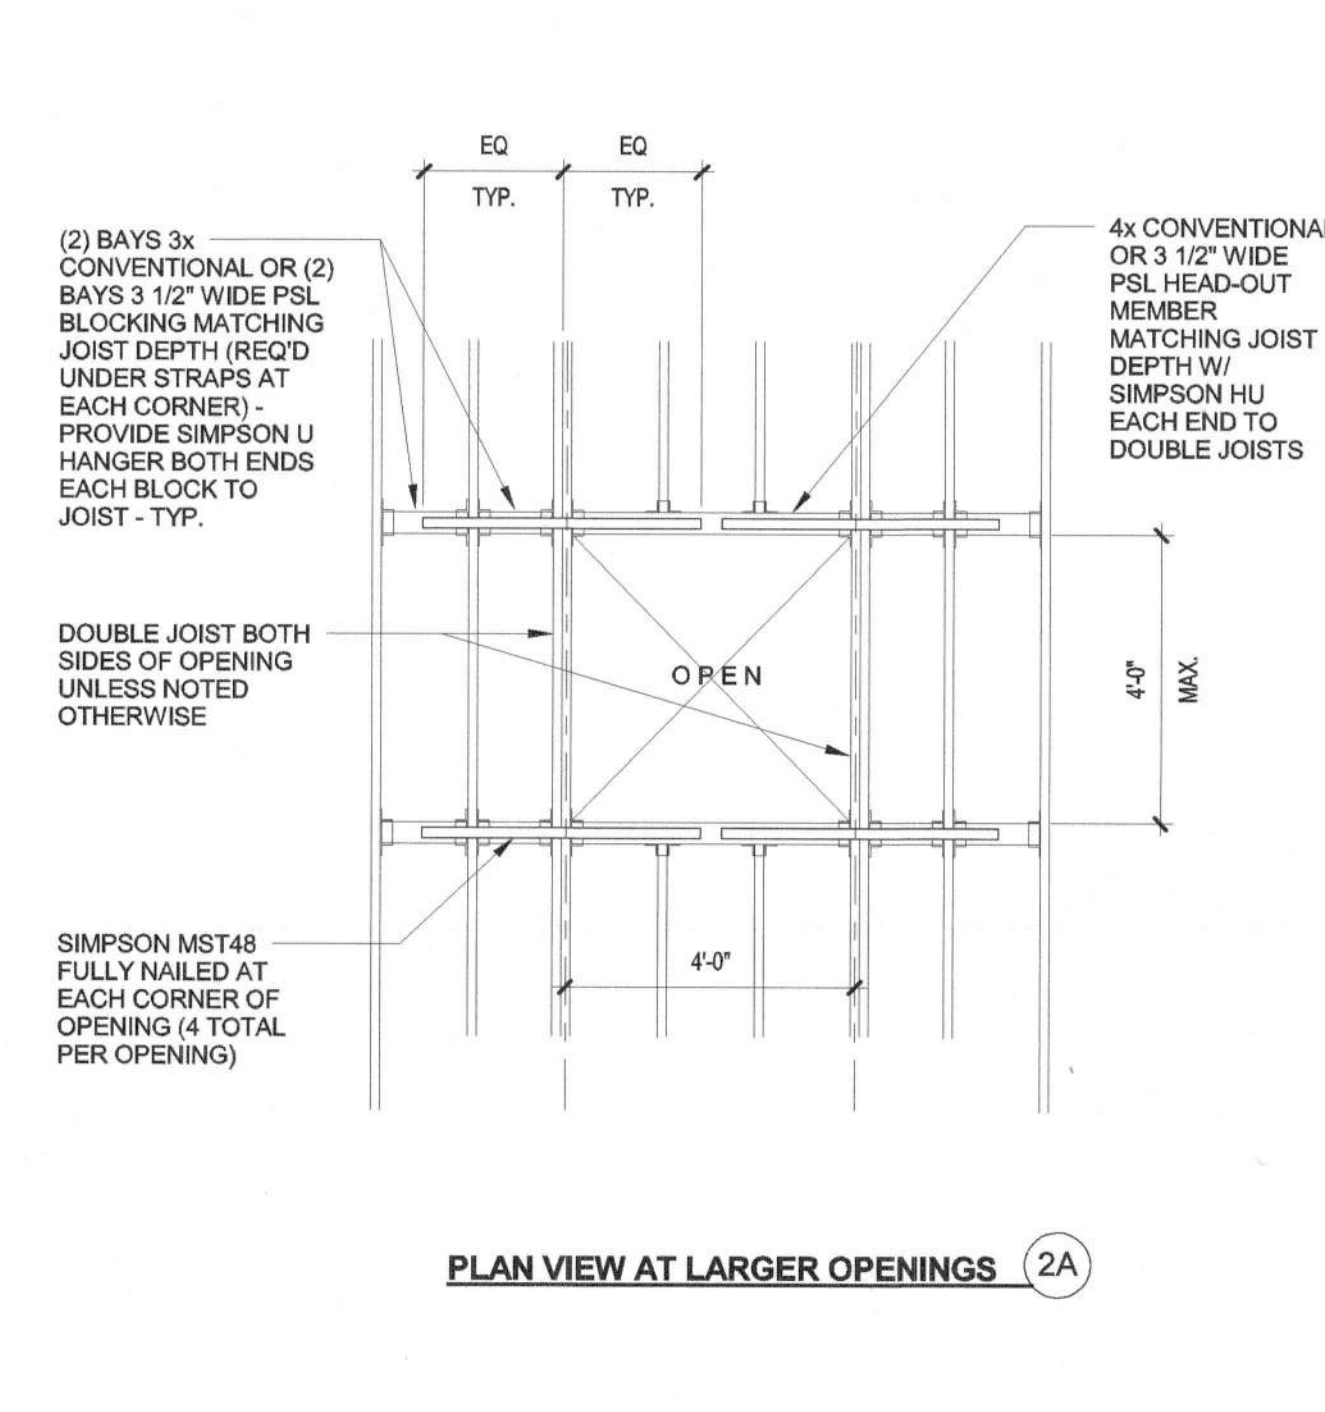 EQ
EQ
TYP.
TYP.
(2) BAYS 3x
CONVENTIONAL OR (2)
BAYS 3 1/2" WIDE PSL
BLOCKING MATCHING
JOIST DEPTH (REQ'D
UNDER STRAPS AT
EACH CORNER) -
PROVIDE SIMPSON U
HANGER BOTH ENDS
EACH BLOCK TO
JOIST - TYP.
4x CONVENTIONAL
OR 3 1/2" WIDE
PSL HEAD-OUT
MEMBER
MATCHING JOIST
DEPTH W/
SIMPSON HU
EACH END TO
DOUBLE JOISTS
DOUBLE JOIST BOTH
SIDES OF OPENING
UNLESS NOTED
OTHERWISE
OPEN
4'-0"
MAX.
SIMPSON MST48
FULLY NAILED AT
EACH CORNER OF
OPENING (4 TOTAL
PER OPENING)
4'-0"
PLAN VIEW AT LARGER OPENINGS
2A